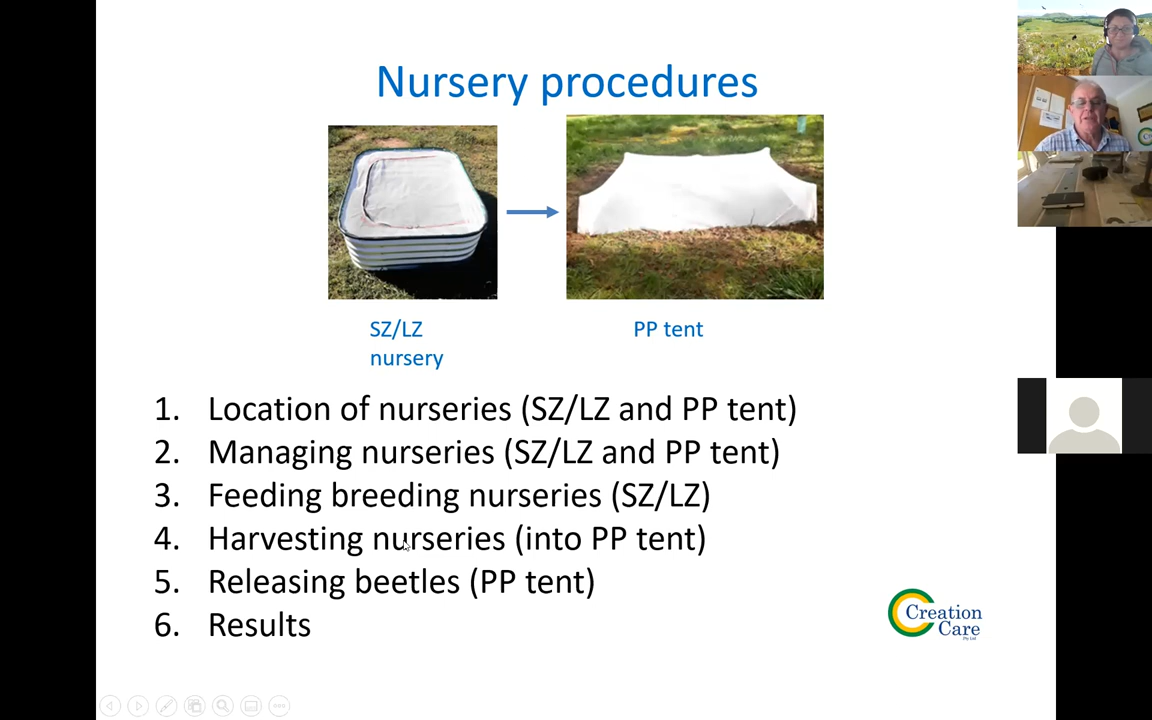 Nursery procedures
SZ/LZ
nursery
PP tent
1. Location of nurseries (SZ/LZ and PP tent)
2. Managing nurseries (SZ/LZ and PP tent)
3. Feeding breeding nurseries (SZ/LZ)
4. Harvesting nurseries (into PP tent)
5. Releasing beetles (PP tent)
6. Results
Creation
Care
Pty Ltd